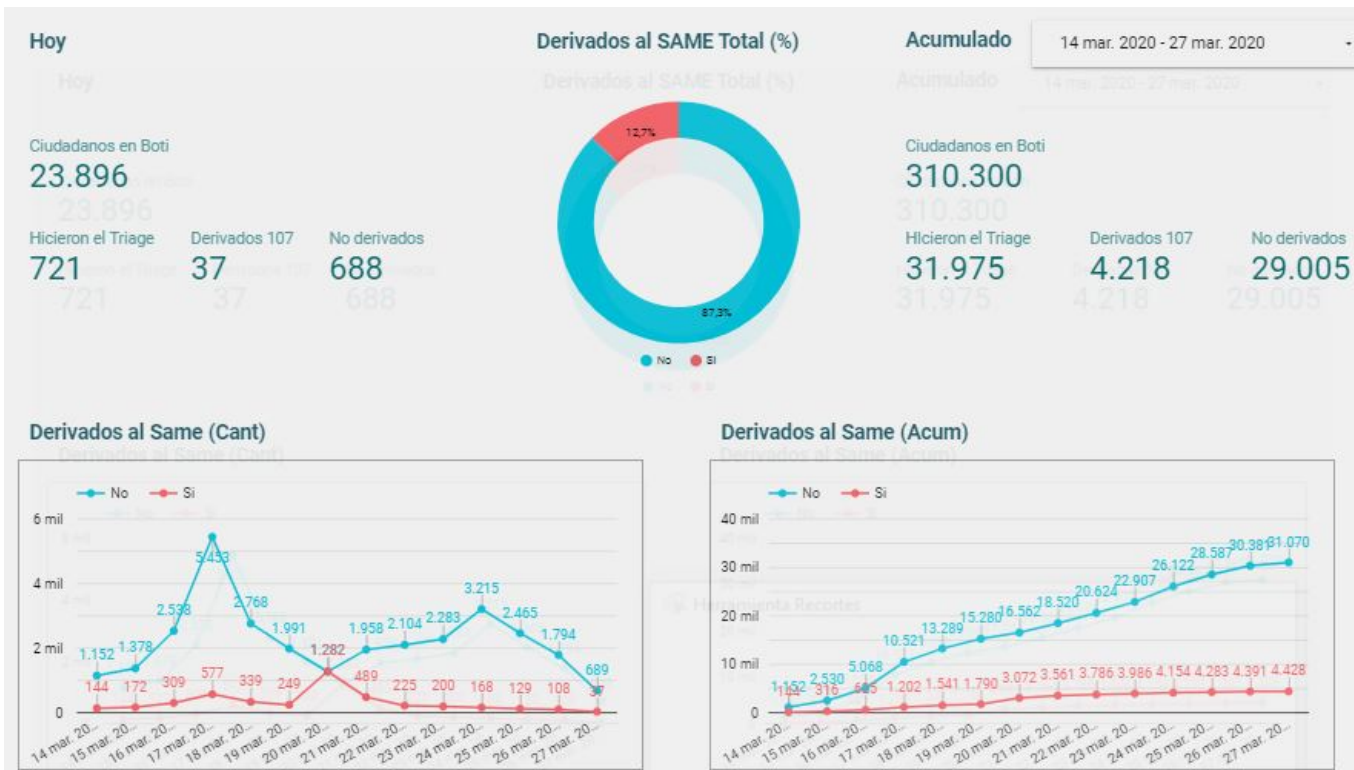 Hoy
Derivados al SAME Total (%)
Acumulado
14 mar. 2020 - 27 mar. 2020
Ciudadanos en Boti
23.896
Hicieron el Triage
Derivados 107
No derivados
721
37
688
12,7%
87,3%
No
SI
Ciudadanos en Boti
310.300
HIcieron el Triage
Derivados 107
No derivados
31.975
4.218
29.005
Derivados al Same (Cant)
No
Si
6 mil
4 mil
2 mil
0
1.152
1.378
2.538
5.453
2.768
1.991
1.282
1.958
2.104
2.283
3.215
2.465
1.794
689
144
172
309
577
339
249
489
225
200
168
129
108
37
14 mar. 20...
15 mar. 20...
16 mar. 20...
17 mar. 20...
18 mar. 20...
19 mar. 20...
20 mar. 20...
21 mar. 20...
22 mar. 20...
23 mar. 20...
24 mar. 20...
25 mar. 20...
26 mar. 20...
27 mar. 20...
Derivados al Same (Acum)
No
Si
40 mil
30 mil
20 mil
10 mil
0
1.152
2.530
5.068
10.521
13.289
15.280
16.562
18.520
20.624
22.907
26.122
28.587
30.381
31.070
144
316
1.202
1.541
1.790
3.072
3.561
3.786
3.986
4.154
4.283
4.391
4.428
14 mar. 20...
15 mar. 20...
16 mar. 20...
17 mar. 20...
18 mar. 20...
19 mar. 20...
20 mar. 20...
21 mar. 20...
22 mar. 20...
23 mar. 20...
24 mar. 20...
25 mar. 20...
26 mar. 20...
27 mar. 20...
Herramienta Recortes